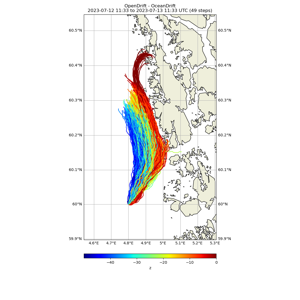 OpenDrift - OceanDrift
2023-07-12 11:33 to 2023-07-13 11:33 UTC (49 steps)
60.5°N 60.5°N
60.4°N 60.4°N
60.3°N 60.3°N
60.2°N 60.2°N
60.1°N 60.1°N
60°N 60°N
59.9°N 59.9°N
4.6°E 4.7°E 4.8°E 4.9°E 5°E 5.1°E 5.2°E 5.3°E
−40 −30 −20 −10 0
z